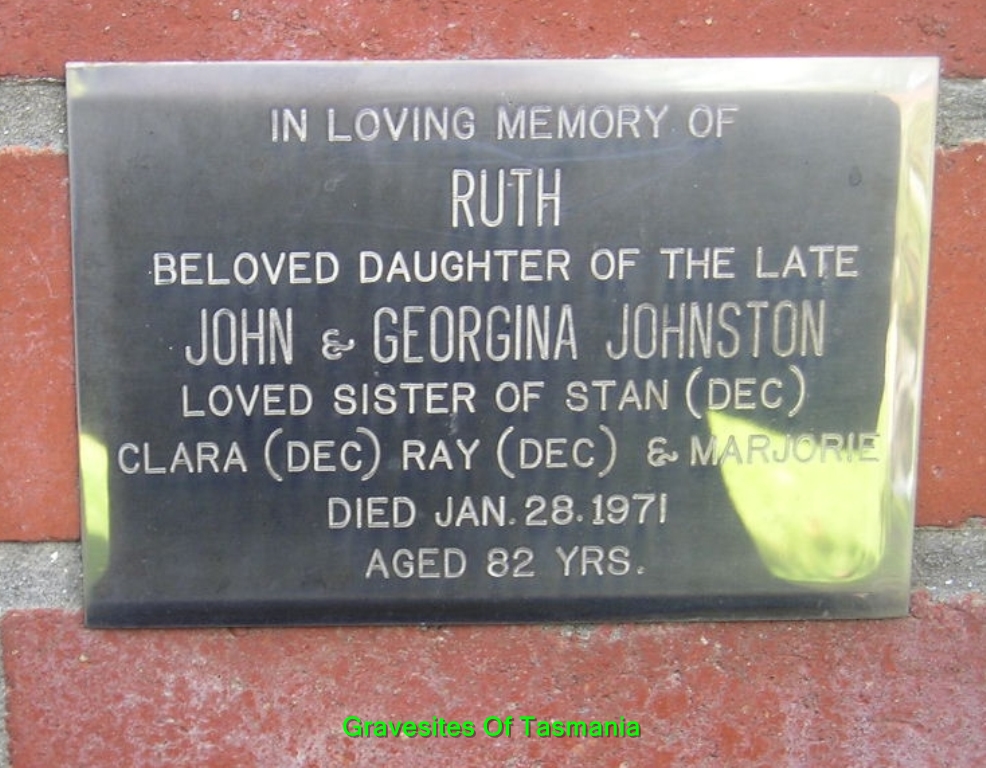 IN LOVING MEMORY OF
RUTH
BELOVED DAUGHTER OF THE LATE
JOHN & GEORGINA JOHNSTON
LOVED SISTER OF STAN (DEC)
CLARA (DEC) RAY (DEC) & MARJORIE
DIED JAN. 28. 1971
AGED 82 YRS.
Gravesites Of Tasmania